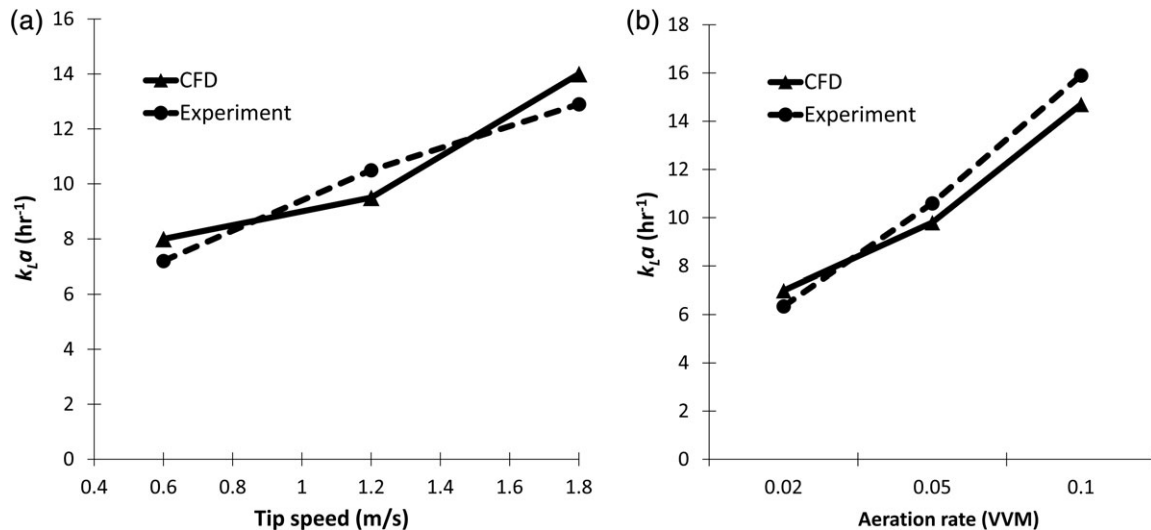 (a)
16
14
12
10
8
6
4
2
0
kLa (hr⁻¹)
CFD
Experiment
0.4 0.6 0.8 1 1.2 1.4 1.6 1.8
Tip speed (m/s)
(b)
18
16
14
12
10
8
6
4
2
0
kLa (hr⁻¹)
CFD
Experiment
0.02 0.05 0.1
Aeration rate (VVM)